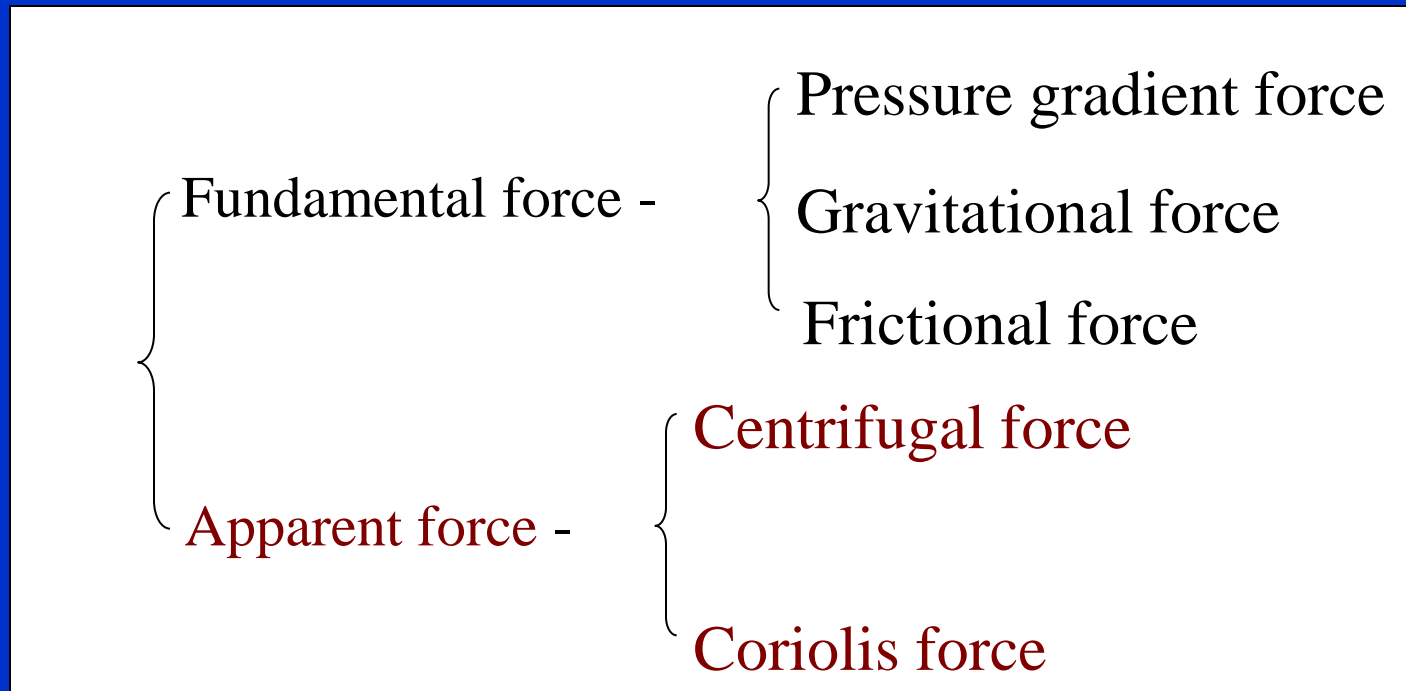 Fundamental force -
Pressure gradient force
Gravitational force
Frictional force
Apparent force -
Centrifugal force
Coriolis force